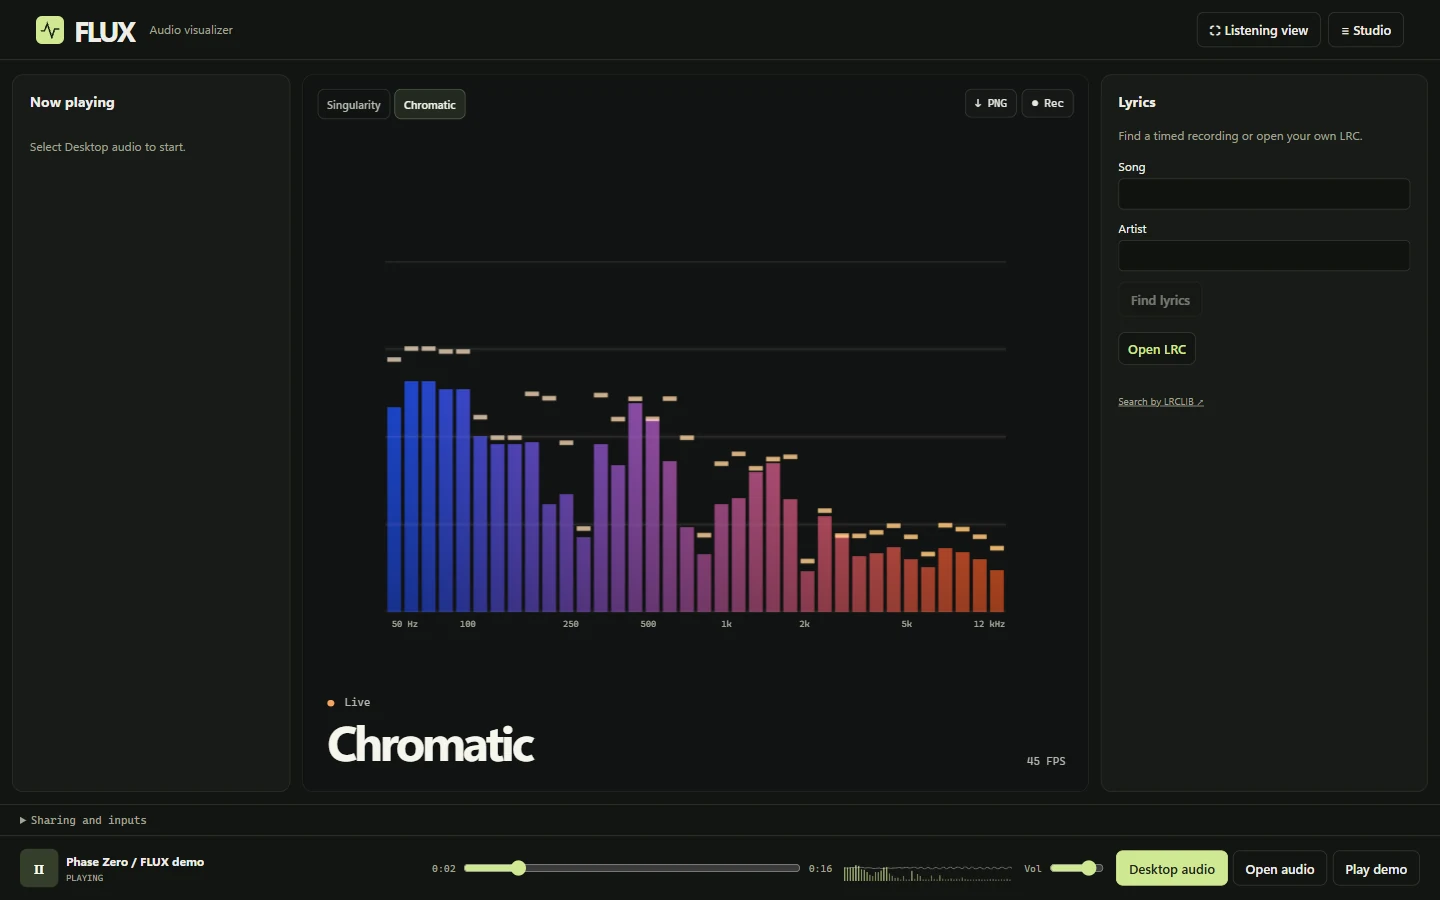 FLUX Audio visualizer
Listening view
≡ Studio
Now playing
Select Desktop audio to start.
Singularity
Chromatic
↓ PNG
● Rec
50 Hz 100 250 500 1k 2k 5k 12 kHz
Live
Chromatic
45 FPS
Lyrics
Find a timed recording or open your own LRC.
Song
Artist
Find lyrics
Open LRC
Search by LRCLIB ↗
▶ Sharing and inputs
Phase Zero / FLUX demo
PLAYING
0:02
0:16
Vol
Desktop audio
Open audio
Play demo